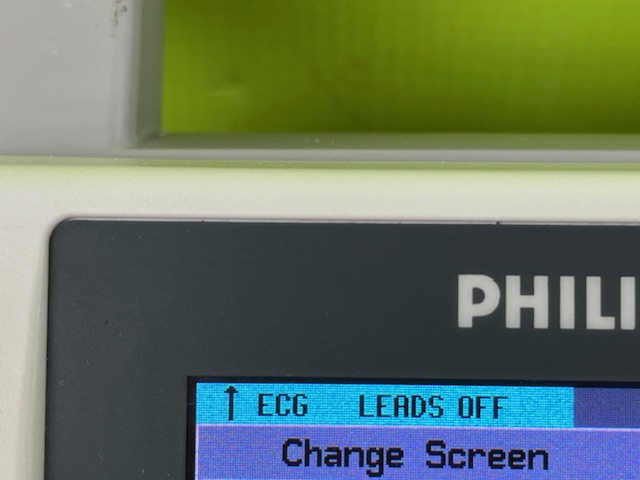 PHILI
↑ ECG LEADS OFF
Change Screen